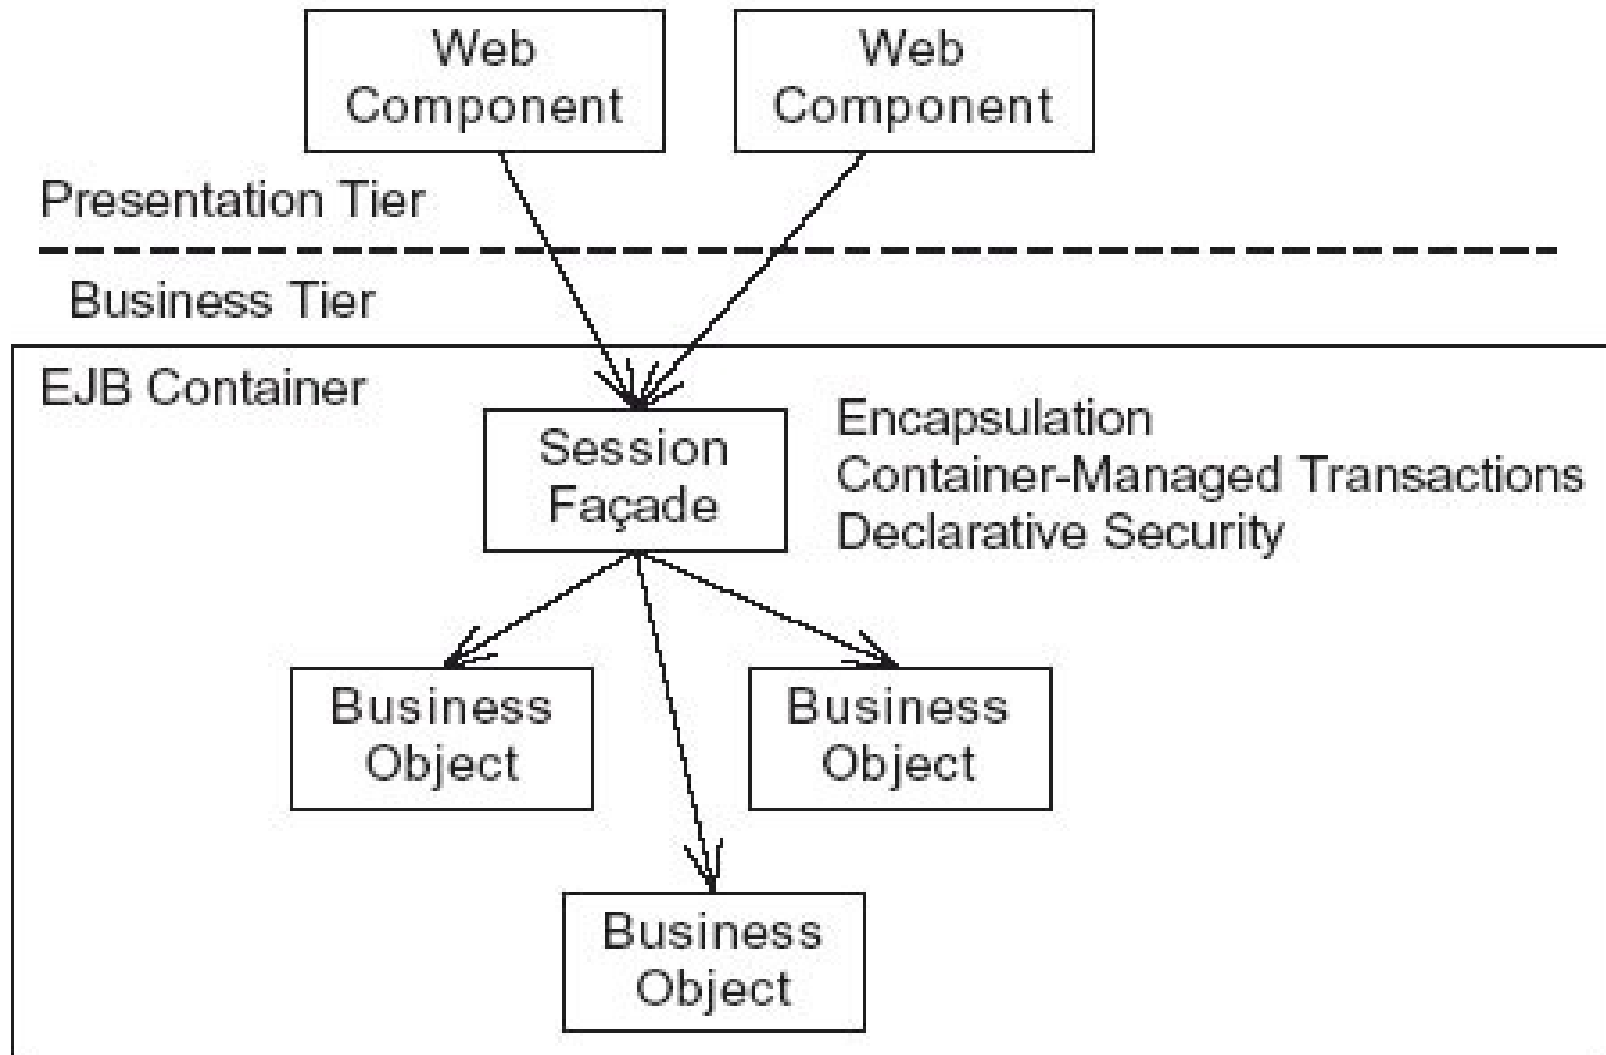 Web
Component
Web
Component
Presentation Tier
Business Tier
EJB Container
Session
Façade
Encapsulation
Container-Managed Transactions
Declarative Security
Business
Object
Business
Object
Business
Object